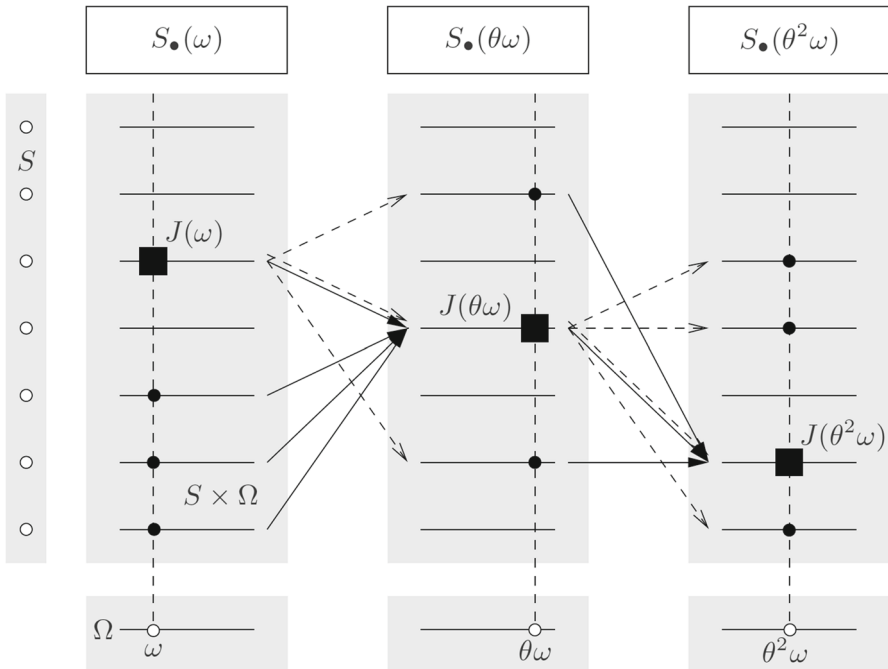 S•(ω) S•(θω) S•(θ²ω)
S
J(ω)
J(θω)
J(θ²ω)
S × Ω
Ω
ω θω θ²ω